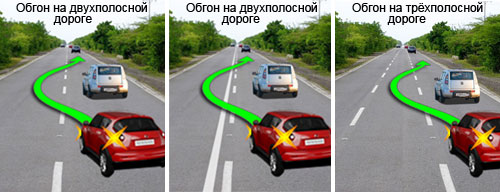 Обгон на двухполосной
дороге
Обгон на двухполосной
дороге
Обгон на трёхполосной
дороге